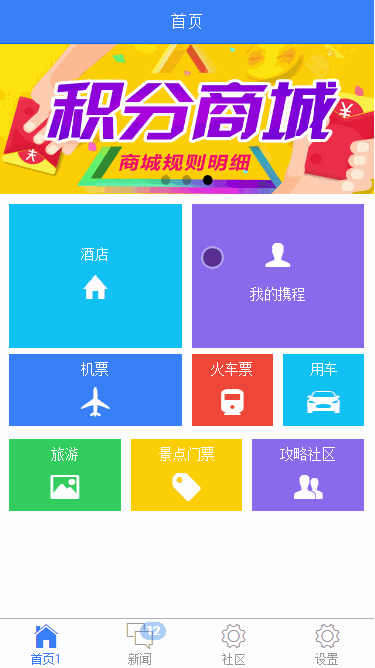 首页
积分商城
商城规则明细
酒店
我的携程
机票
火车票
用车
旅游
景点门票
攻略社区
12
首页1
新闻
社区
设置